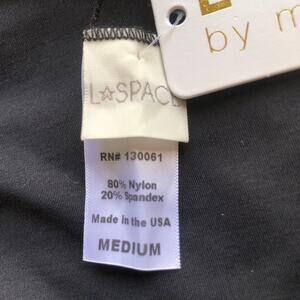 by m
L☆SPACE
RN# 130061
80% Nylon
20% Spandex
Made in the USA
MEDIUM